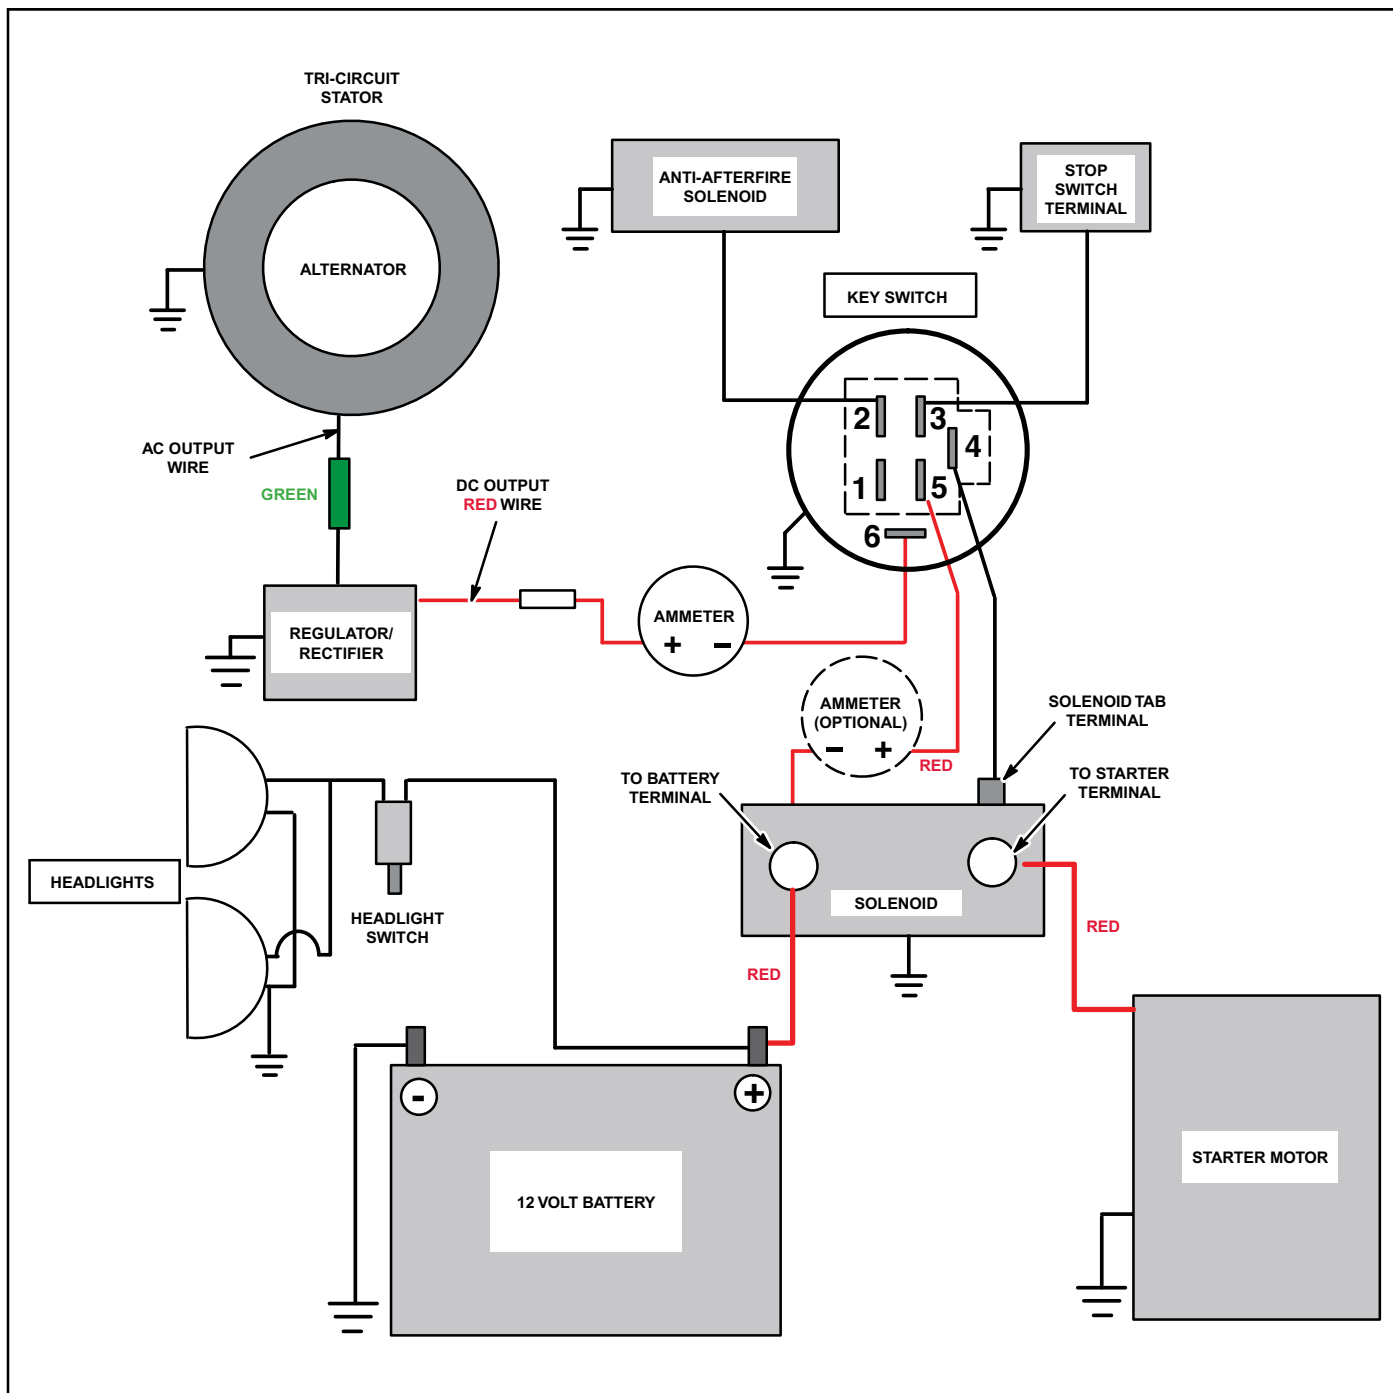 TRI-CIRCUIT
STATOR
ALTERNATOR
ANTI-AFTERFIRE
SOLENOID
STOP
SWITCH
TERMINAL
KEY SWITCH
2
3
4
1
5
6
AC OUTPUT
WIRE
GREEN
DC OUTPUT
RED WIRE
REGULATOR/
RECTIFIER
AMMETER
+ –
AMMETER
(OPTIONAL)
– +
RED
SOLENOID TAB
TERMINAL
TO BATTERY
TERMINAL
TO STARTER
TERMINAL
HEADLIGHTS
HEADLIGHT
SWITCH
SOLENOID
RED
RED
-
+
12 VOLT BATTERY
STARTER MOTOR